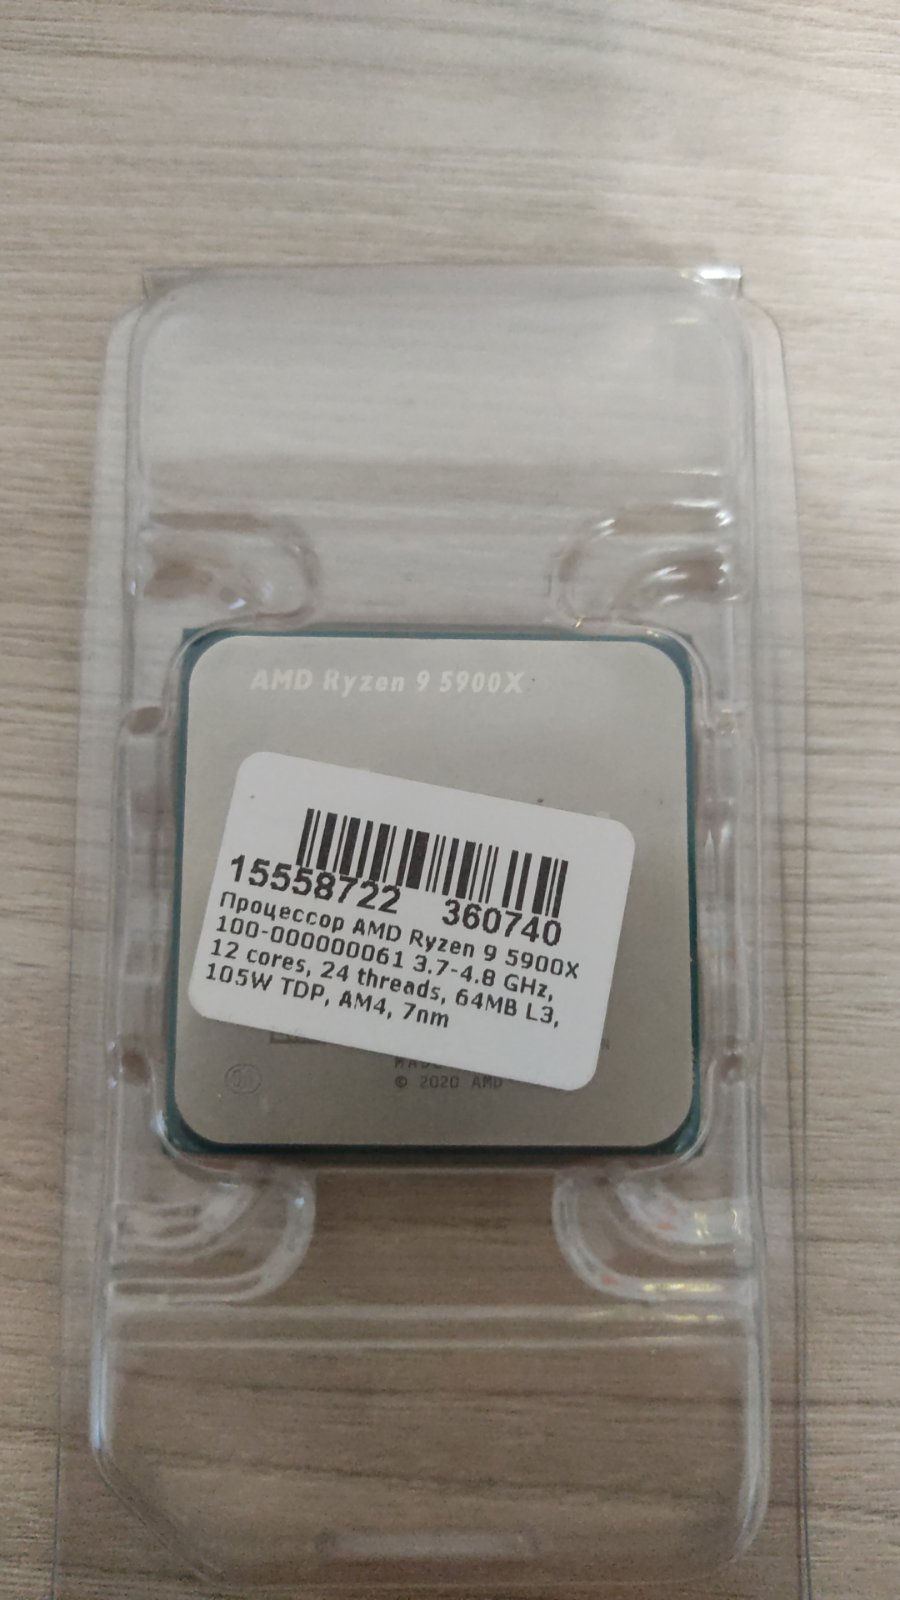 AMD Ryzen 9 5900X
15558722 360740
Процессор AMD Ryzen 9 5900X
100-000000061 3.7-4.8 GHz,
12 cores, 24 threads, 64MB L3,
105W TDP, AM4, 7nm
© 2020 AMD